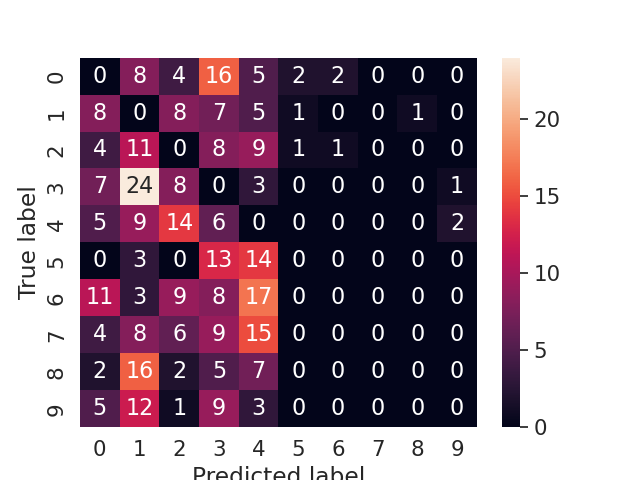 0 0 8 4 16 5 2 2 0 0 0
1 8 0 8 7 5 1 0 0 1 0
2 4 11 0 8 9 1 1 0 0 0
3 7 24 8 0 3 0 0 0 0 1
4 5 9 14 6 0 0 0 0 0 2
5 0 3 0 13 14 0 0 0 0 0
6 11 3 9 8 17 0 0 0 0 0
7 4 8 6 9 15 0 0 0 0 0
8 2 16 2 5 7 0 0 0 0 0
9 5 12 1 9 3 0 0 0 0 0
0 1 2 3 4 5 6 7 8 9
True label
Predicted label
20
15
10
5
0